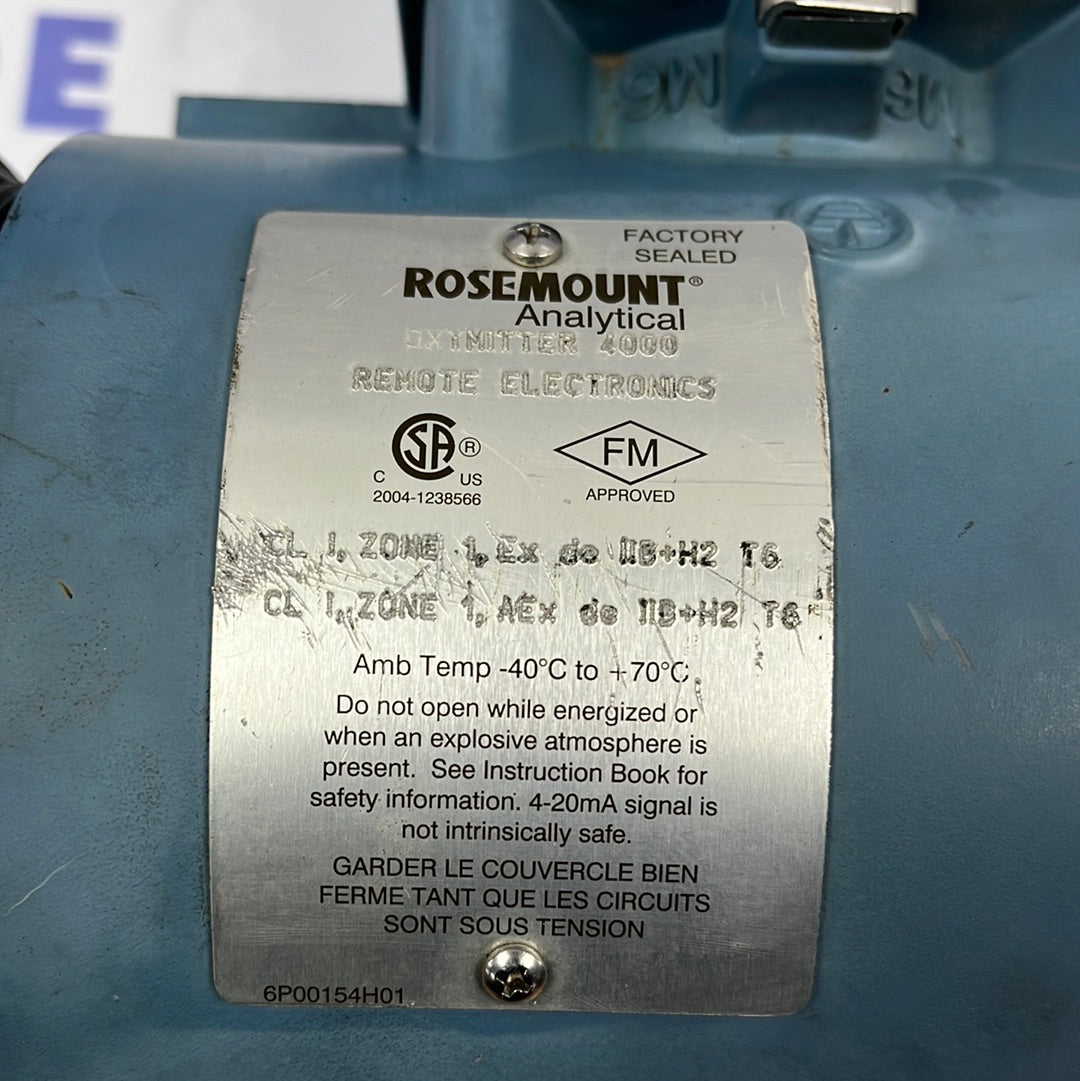 E
M6
M6
FACTORY
SEALED
ROSEMOUNT®
Analytical
OXYMITTER 4000
REMOTE ELECTRONICS
CSA ®
C US
2004-1238566
FM
APPROVED
CL I, ZONE 1, Ex de IIB+H2 T6
CL I, ZONE 1, AEx de IIB+H2 T6
Amb Temp -40°C to +70°C
Do not open while energized or
when an explosive atmosphere is
present. See Instruction Book for
safety information. 4-20mA signal is
not intrinsically safe.
GARDER LE COUVERCLE BIEN
FERME TANT QUE LES CIRCUITS
SONT SOUS TENSION
6P00154H01